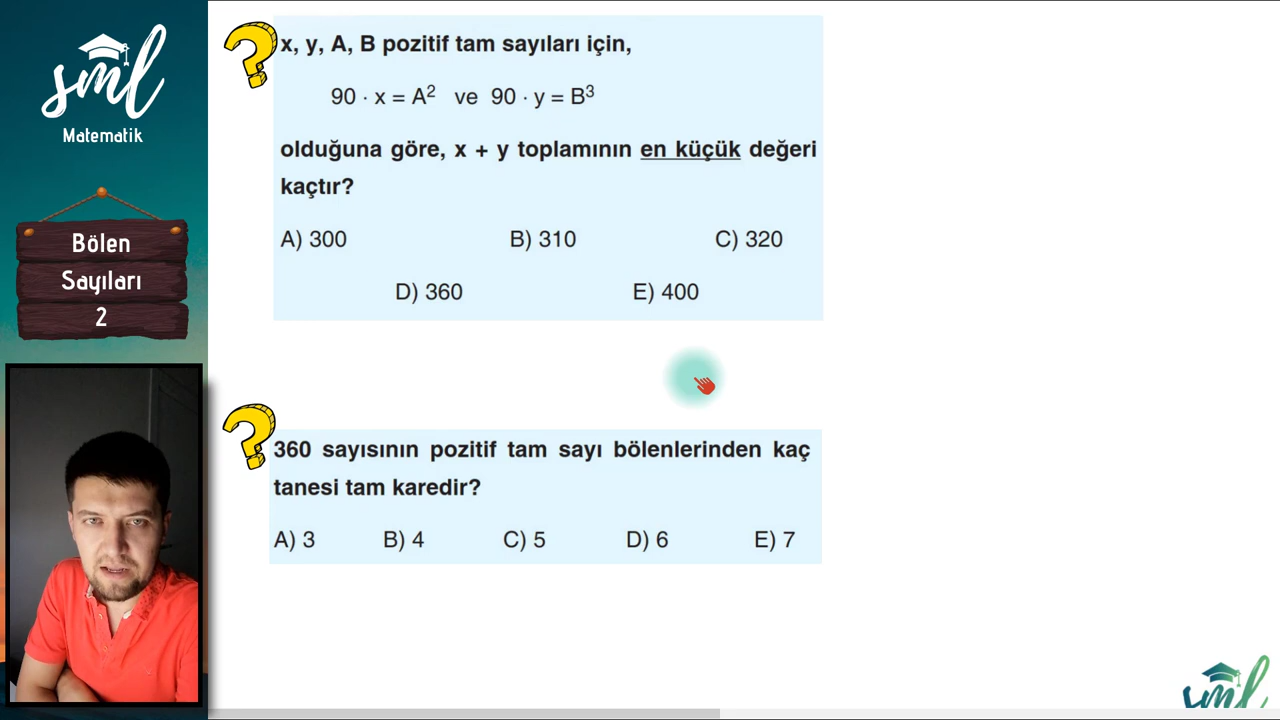 sml
Matematik
Bölen
Sayıları
2
x, y, A, B pozitif tam sayıları için,
90 · x = A² ve 90 · y = B³
olduğuna göre, x + y toplamının en küçük değeri
kaçtır?
A) 300 B) 310 C) 320
D) 360 E) 400
360 sayısının pozitif tam sayı bölenlerinden kaç
tanesi tam karedir?
A) 3 B) 4 C) 5 D) 6 E) 7
sml